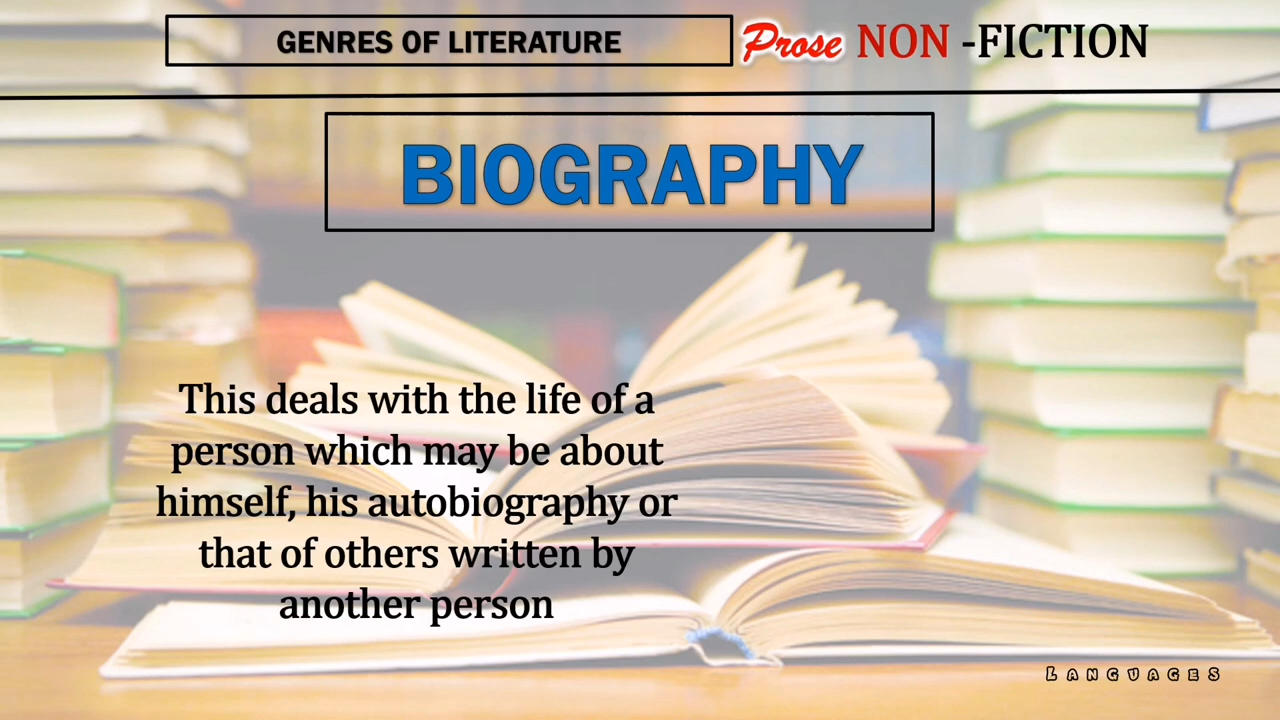 GENRES OF LITERATURE
Prose NON -FICTION
BIOGRAPHY
This deals with the life of a
person which may be about
himself, his autobiography or
that of others written by
another person
LANGUAGES